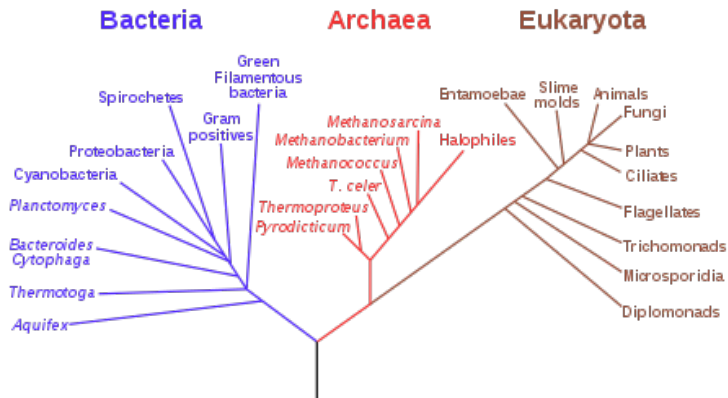 Bacteria
Archaea
Eukaryota
Green
Filamentous
bacteria
Spirochetes
Gram
positives
Proteobacteria
Cyanobacteria
Planctomyces
Bacteroides
Cytophaga
Thermotoga
Aquifex
Methanosarcina
Methanobacterium
Halophiles
Methanococcus
T. celer
Thermoproteus
Pyrodicticum
Entamoebae
Slime
molds
Animals
Fungi
Plants
Ciliates
Flagellates
Trichomonads
Microsporidia
Diplomonads